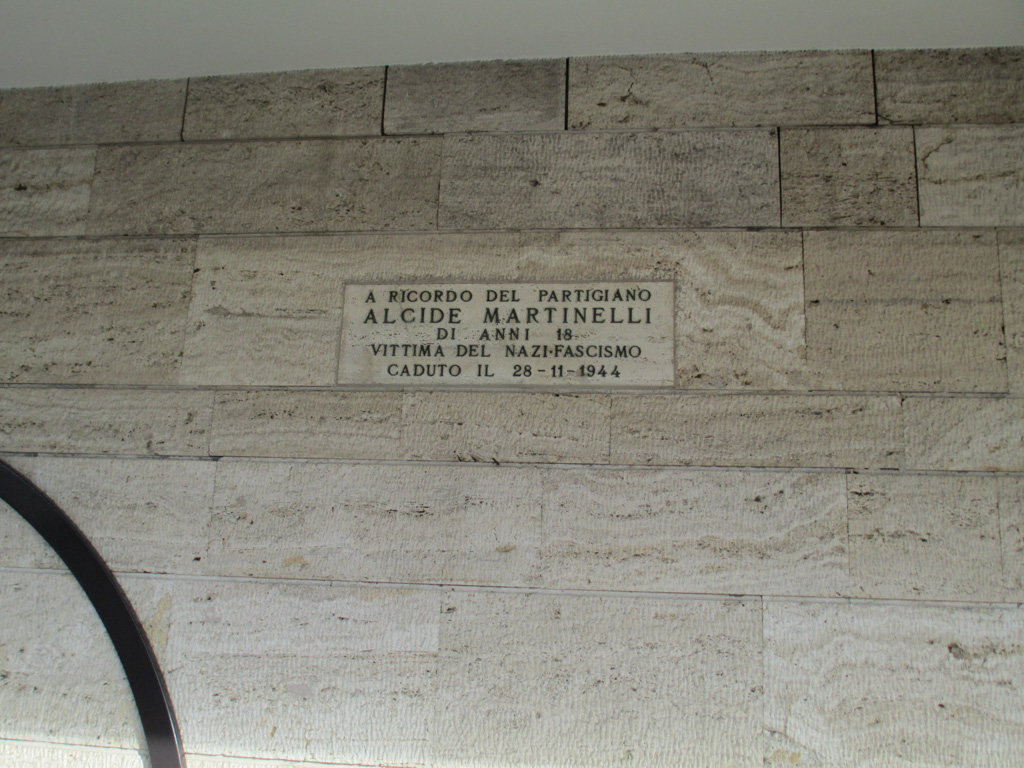 A RICORDO DEL PARTIGIANO
ALCIDE MARTINELLI
DI ANNI 18
VITTIMA DEL NAZI-FASCISMO
CADUTO IL 28-11-1944